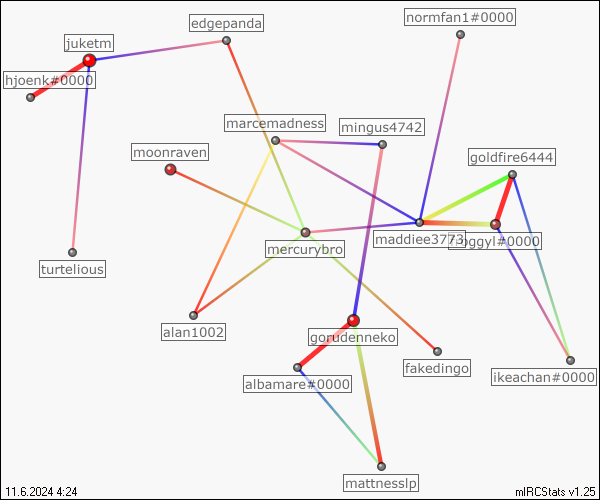 normfan1#0000
edgepanda
juketm
hjoenk#0000
marcemadness
mingus4742
moonraven
goldfire6444
maddiee3773
oggyl#0000
mercurybro
turtelious
alan1002
gorudenneko
fakedingo
albamare#0000
ikeachan#0000
mattnesslp
11.6.2024 4:24
mIRCStats v1.25